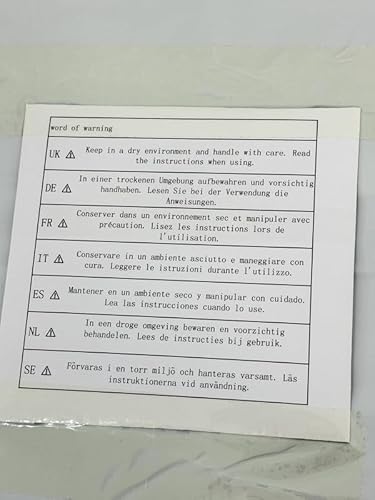 word of warning
UK ⚠ Keep in a dry environment and handle with care. Read
the instructions when using.
DE ⚠ In einer trockenen Umgebung aufbewahren und vorsichtig
handhaben. Lesen Sie bei der Verwendung die
Anweisungen.
FR ⚠ Conserver dans un environnement sec et manipuler avec
précaution. Lisez les instructions lors de
l'utilisation.
IT ⚠ Conservare in un ambiente asciutto e maneggiare con
cura. Leggere le istruzioni durante l'utilizzo.
ES ⚠ Mantener en un ambiente seco y manipular con cuidado.
Lea las instrucciones cuando lo use.
NL ⚠ In een droge omgeving bewaren en voorzichtig
behandelen. Lees de instructies bij gebruik.
SE ⚠ Förvaras i en torr miljö och hanteras varsamt. Läs
instruktionerna vid användning.